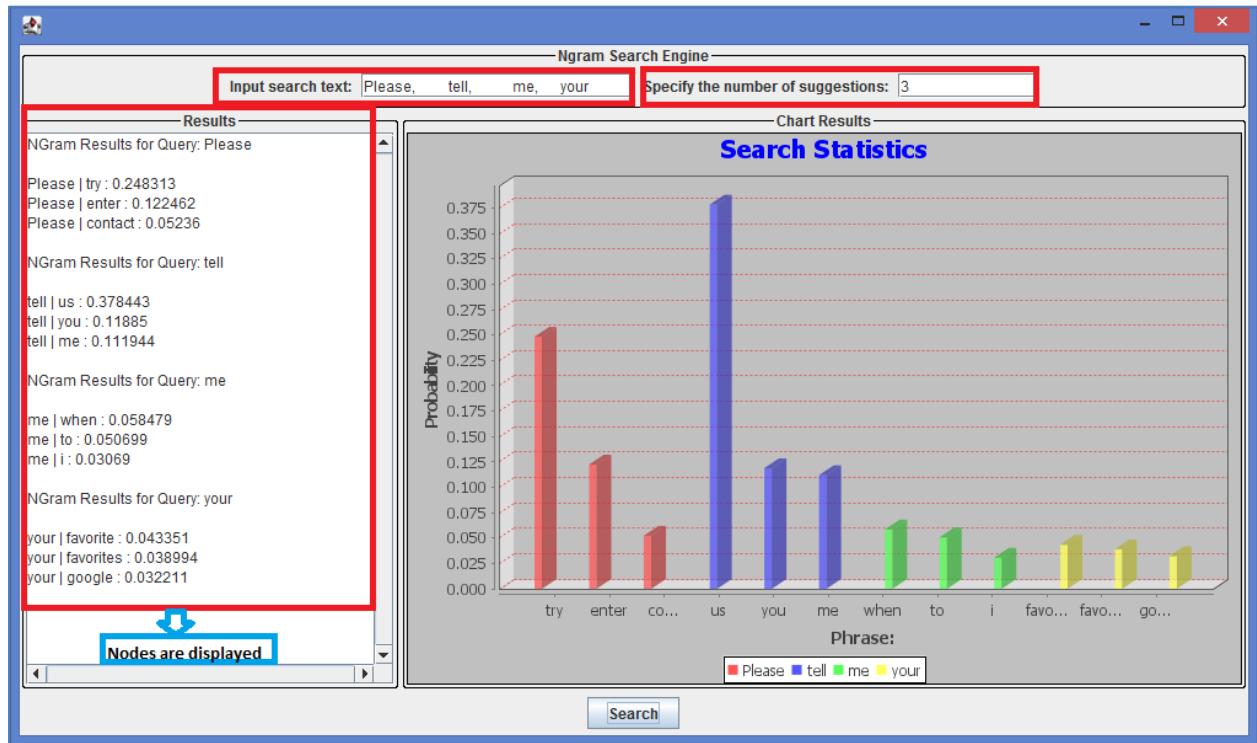 Ngram Search Engine
Input search text: Please, tell, me, your
Specify the number of suggestions: 3
Results
NGram Results for Query: Please
Please | try : 0.248313
Please | enter : 0.122462
Please | contact : 0.05236
NGram Results for Query: tell
tell | us : 0.378443
tell | you : 0.11885
tell | me : 0.111944
NGram Results for Query: me
me | when : 0.058479
me | to : 0.050699
me | i : 0.03069
NGram Results for Query: your
your | favorite : 0.043351
your | favorites : 0.038994
your | google : 0.032211
Nodes are displayed
Chart Results
Search Statistics
Probability
0.375
0.350
0.325
0.300
0.275
0.250
0.225
0.200
0.175
0.150
0.125
0.100
0.075
0.050
0.025
0.000
try enter co... us you me when to i favo... favo... go...
Phrase:
Please tell me your
Search